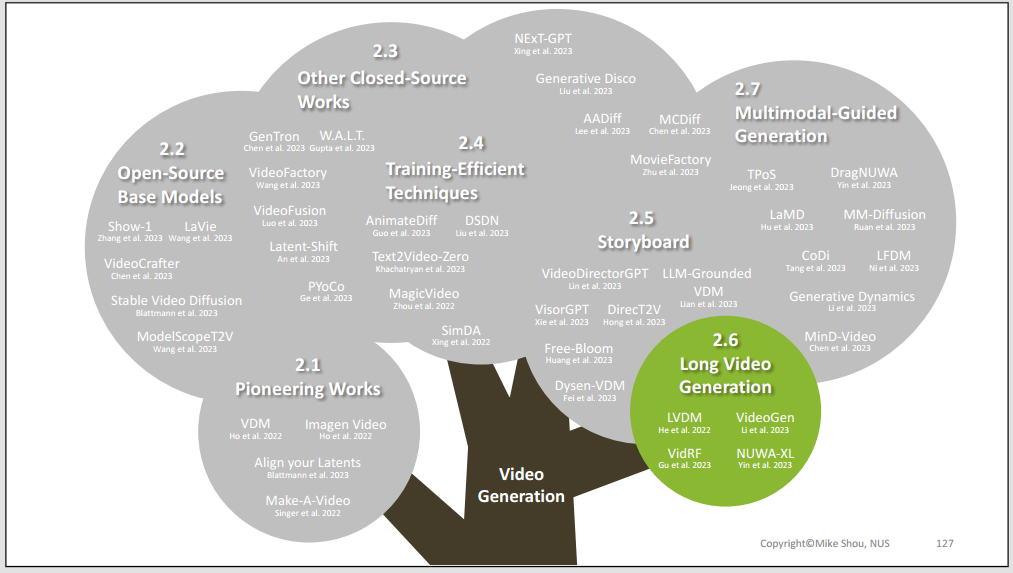 2.3
Other Closed-Source
Works
GenTron
Chen et al. 2023
W.A.L.T.
Gupta et al. 2023
VideoFactory
Wang et al. 2023
VideoFusion
Luo et al. 2023
Latent-Shift
An et al. 2023
PYoCo
Ge et al. 2023
2.2
Open-Source
Base Models
Show-1
Zhang et al. 2023
LaVie
Wang et al. 2023
VideoCrafter
Chen et al. 2023
Stable Video Diffusion
Blattmann et al. 2023
ModelScopeT2V
Wang et al. 2023
2.4
Training-Efficient
Techniques
AnimateDiff
Guo et al. 2023
DSDN
Liu et al. 2023
Text2Video-Zero
Khachatryan et al. 2023
MagicVideo
Zhou et al. 2022
SimDA
Xing et al. 2022
NExT-GPT
Xing et al. 2023
Generative Disco
Liu et al. 2023
AADiff
Lee et al. 2023
MCDiff
Chen et al. 2023
MovieFactory
Zhu et al. 2023
2.5
Storyboard
VideoDirectorGPT
Lin et al. 2023
LLM-Grounded
VDM
Lian et al. 2023
VisorGPT
Xie et al. 2023
DirecT2V
Hong et al. 2023
Free-Bloom
Huang et al. 2023
Dysen-VDM
Fei et al. 2023
2.7
Multimodal-Guided
Generation
TPoS
Jeong et al. 2023
DragNUWA
Yin et al. 2023
LaMD
Hu et al. 2023
MM-Diffusion
Ruan et al. 2023
CoDi
Tang et al. 2023
LFDM
Ni et al. 2023
Generative Dynamics
Li et al. 2023
MinD-Video
Chen et al. 2023
2.1
Pioneering Works
VDM
Ho et al. 2022
Imagen Video
Ho et al. 2022
Align your Latents
Blattmann et al. 2023
Make-A-Video
Singer et al. 2022
2.6
Long Video
Generation
LVDM
He et al. 2022
VideoGen
Li et al. 2023
VidRF
Gu et al. 2023
NUWA-XL
Yin et al. 2023
Video
Generation
Copyright©Mike Shou, NUS
127